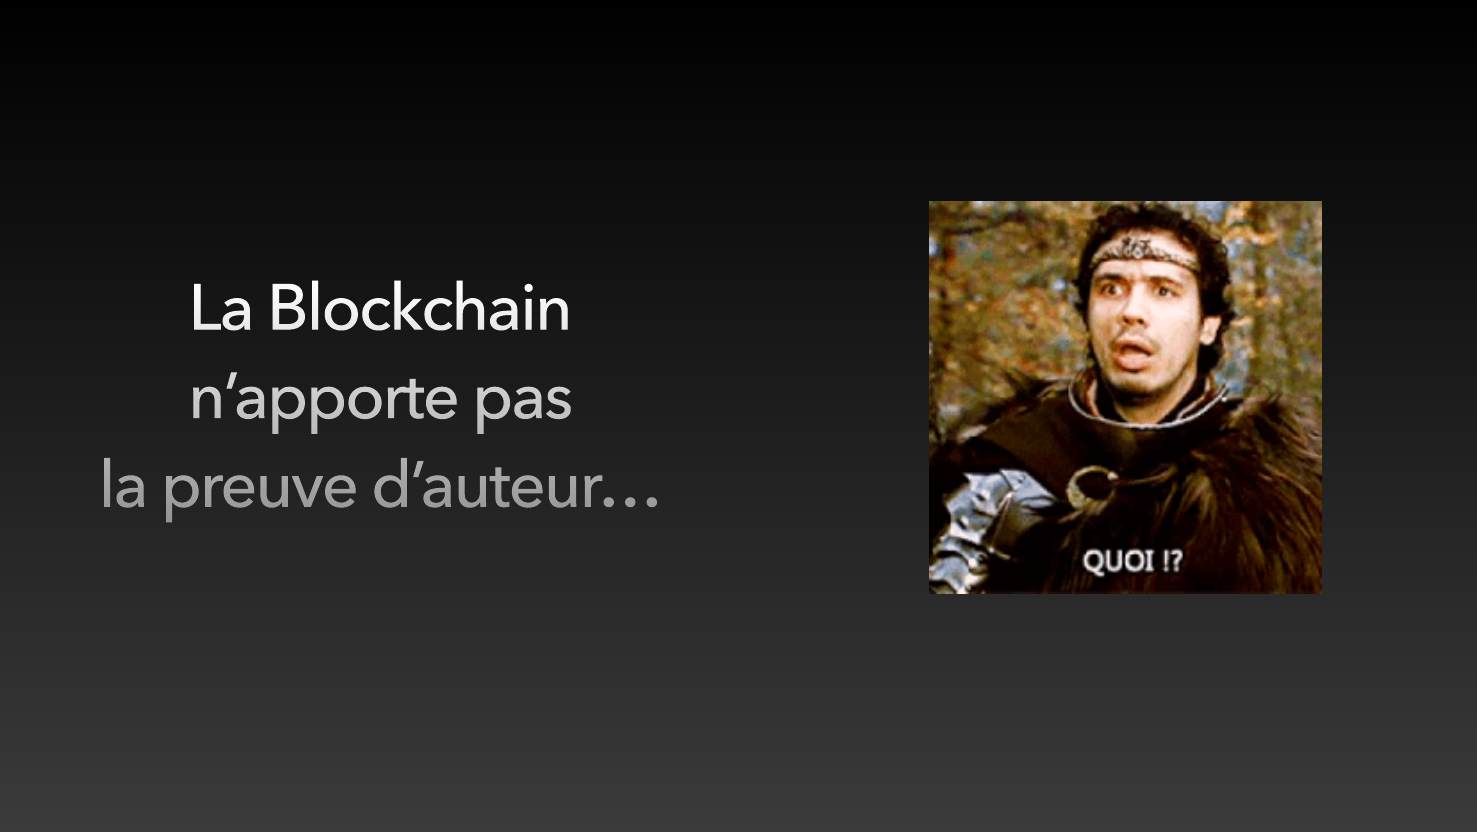 La Blockchain
n’apporte pas
la preuve d’auteur…
QUOI !?